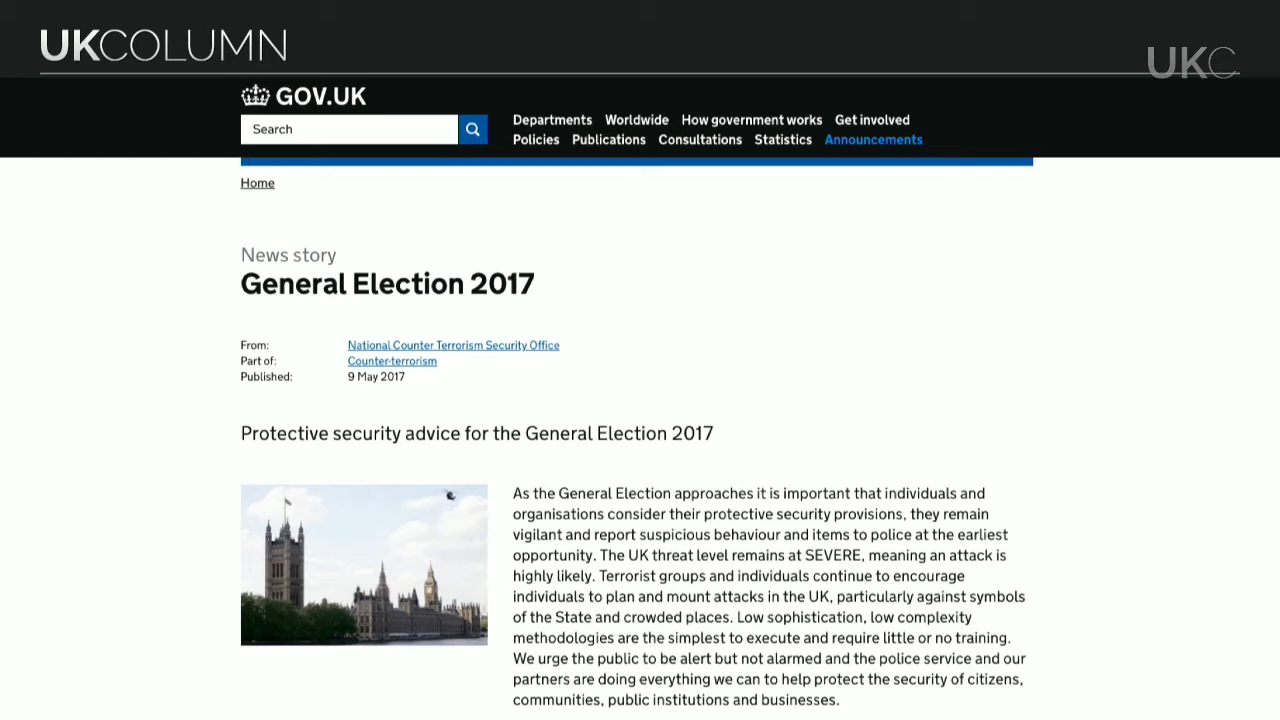 UKCOLUMN
UKC
GOV.UK
Search
Departments Worldwide How government works Get involved
Policies Publications Consultations Statistics Announcements
Home
News story
General Election 2017
From: National Counter Terrorism Security Office
Part of: Counter-terrorism
Published: 9 May 2017
Protective security advice for the General Election 2017
As the General Election approaches it is important that individuals and
organisations consider their protective security provisions, they remain
vigilant and report suspicious behaviour and items to police at the earliest
opportunity. The UK threat level remains at SEVERE, meaning an attack is
highly likely. Terrorist groups and individuals continue to encourage
individuals to plan and mount attacks in the UK, particularly against symbols
of the State and crowded places. Low sophistication, low complexity
methodologies are the simplest to execute and require little or no training.
We urge the public to be alert but not alarmed and the police service and our
partners are doing everything we can to help protect the security of citizens,
communities, public institutions and businesses.